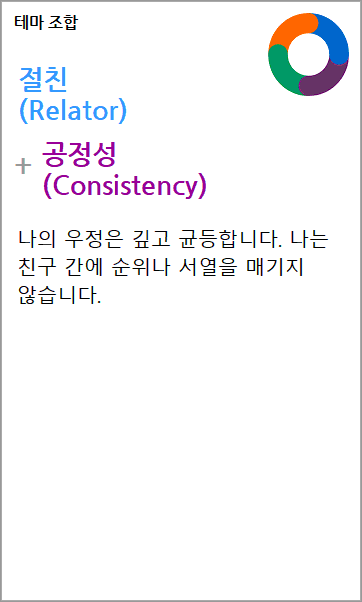 테마 조합
절친
(Relator)
+ 공정성
(Consistency)
나의 우정은 깊고 균등합니다. 나는
친구 간에 순위나 서열을 매기지
않습니다.